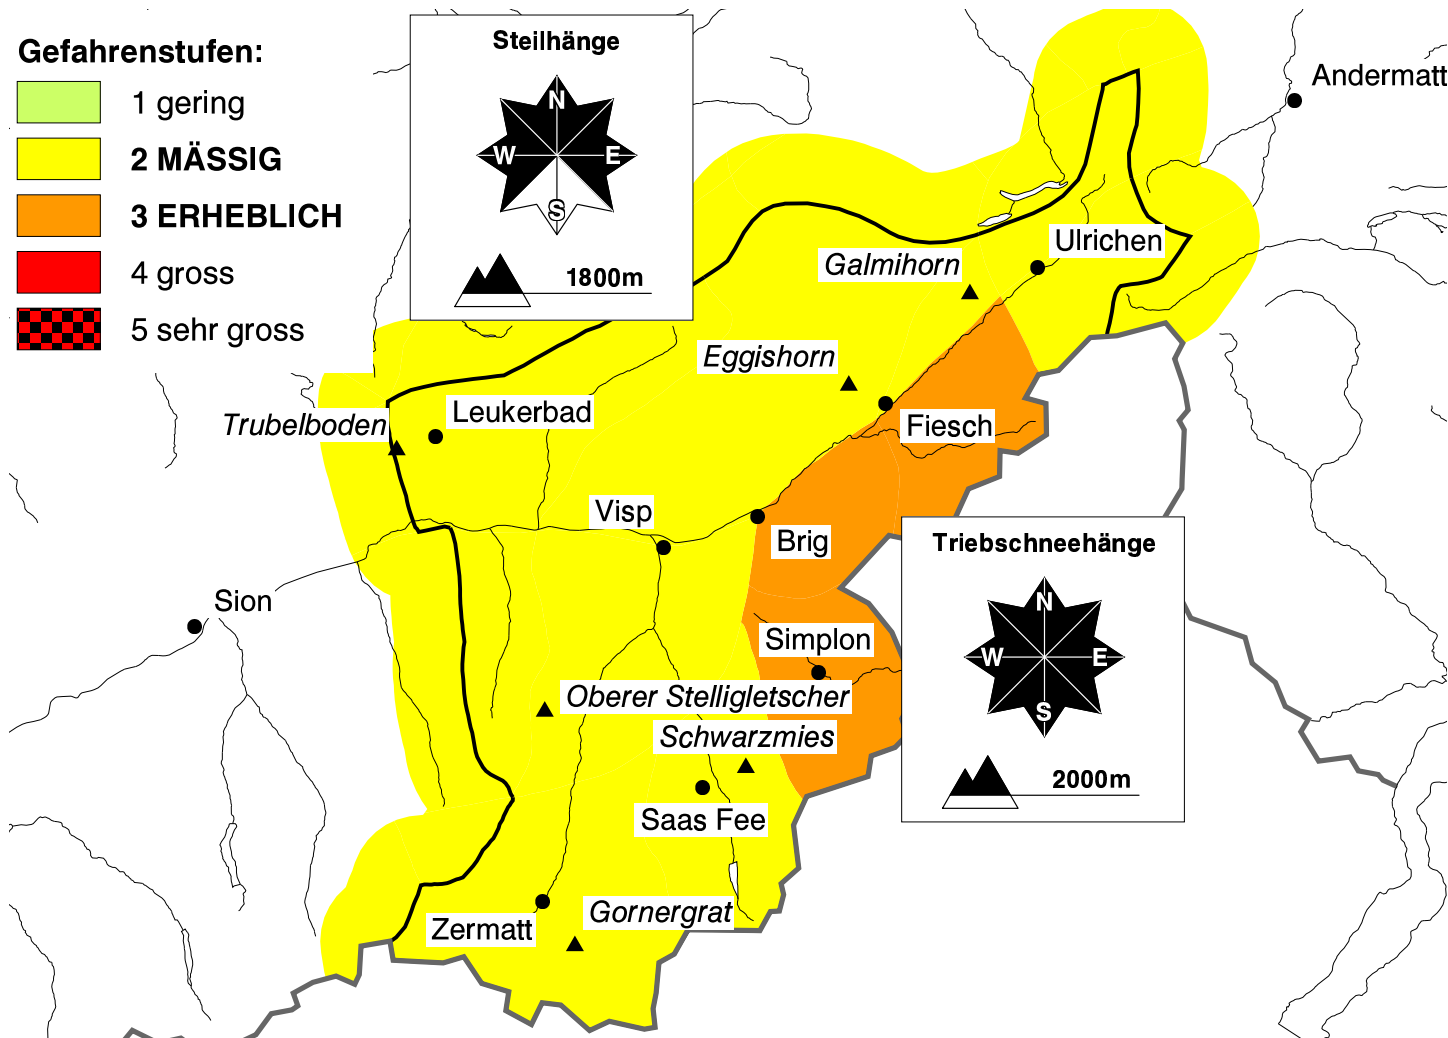 Gefahrenstufen:
1 gering
2 MÄSSIG
3 ERHEBLICH
4 gross
5 sehr gross
Steilhänge
N
W E
S
1800m
Andermatt
Ulrichen
Galmihorn
Eggishorn
Trubelboden
Leukerbad
Fiesch
Visp
Brig
Sion
Simplon
Oberer Stelligletscher
Schwarzmies
Saas Fee
Zermatt
Gornergrat
Triebschneehänge
N
W E
S
2000m